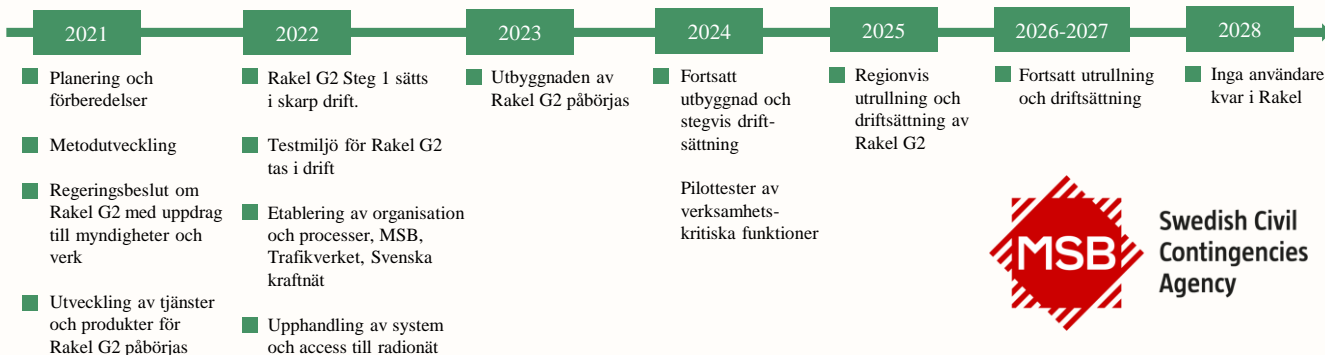 2021
2022
2023
2024
2025
2026-2027
2028
Planering och
förberedelser
Metodutveckling
Regeringsbeslut om
Rakel G2 med uppdrag
till myndigheter och
verk
Utveckling av tjänster
och produkter för
Rakel G2 påbörjas
Rakel G2 Steg 1 sätts
i skarp drift.
Testmiljö för Rakel G2
tas i drift
Etablering av organisation
och processer, MSB,
Trafikverket, Svenska
kraftnät
Upphandling av system
och access till radionät
Utbyggnaden av
Rakel G2 påbörjas
Fortsatt
utbyggnad och
stegvis drift-
sättning
Pilottester av
verksamhets-
kritiska funktioner
Regionvis
utrullning och
driftsättning av
Rakel G2
Fortsatt utrullning
och driftsättning
Inga användare
kvar i Rakel
MSB
Swedish Civil
Contingencies
Agency